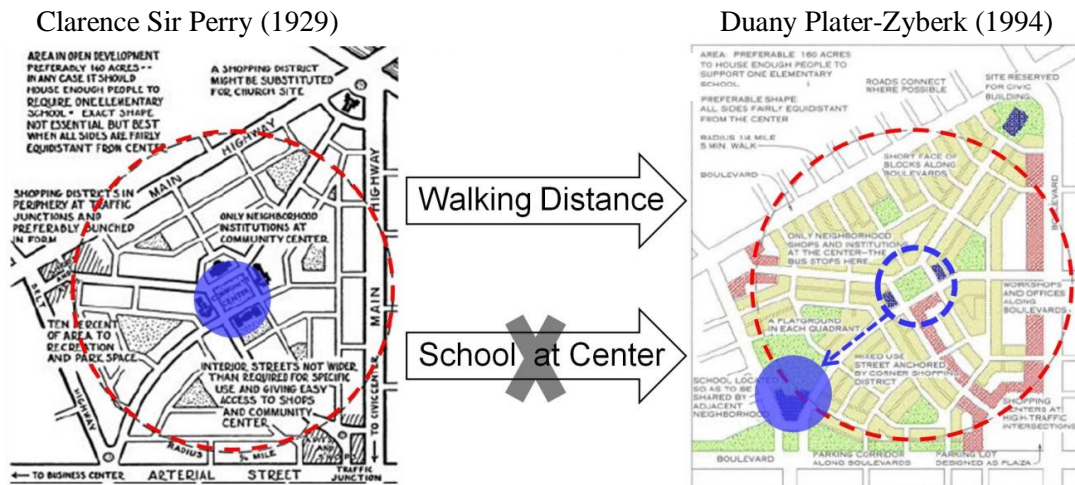 Clarence Sir Perry (1929)
Duany Plater-Zyberk (1994)
AREA IN OPEN DEVELOPMENT
PREFERABLY 160 ACRES--
IN ANY CASE IT SHOULD
HOUSE ENOUGH PEOPLE TO
REQUIRE ONE ELEMENTARY
SCHOOL - EXACT SHAPE
NOT ESSENTIAL BUT BEST
WHEN ALL SIDES ARE FAIRLY
EQUIDISTANT FROM CENTER
A SHOPPING DISTRICT
MIGHT BE SUBSTITUTED
FOR CHURCH SITE
MAIN
HIGHWAY
HIGHWAY
MAIN
SHOPPING DISTRICTS IN
PERIPHERY AT TRAFFIC
JUNCTIONS AND
PREFERABLY BUNCHED
IN FORM
ONLY NEIGHBORHOOD
INSTITUTIONS AT
COMMUNITY CENTER
COMMUNITY
CENTER
TEN PERCENT
OF AREA TO
RECREATION
AND PARK SPACE
INTERIOR STREETS NOT WIDER
THAN REQUIRED FOR SPECIFIC
USE AND GIVING EASY
ACCESS TO SHOPS
AND COMMUNITY
CENTER
HIGHWAY
RADIUS
¼ MILE
TO CIVIC CENTER
TO BUSINESS CENTER
ARTERIAL
STREET
TRAFFIC
JUNCTION
Walking Distance
School at Center
AREA: PREFERABLE 160 ACRES
TO HOUSE ENOUGH PEOPLE TO
SUPPORT ONE ELEMENTARY
SCHOOL
PREFERABLE SHAPE
ALL SIDES FAIRLY EQUIDISTANT
FROM THE CENTER
RADIUS 1/4 MILE
5 MIN. WALK
BOULEVARD
ROADS CONNECT
WHERE POSSIBLE
SITE RESERVED
FOR CIVIC
BUILDING
SHORT FACE OF
BLOCKS ALONG
BOULEVARDS
BOULEVARD
ONLY NEIGHBORHOOD
SHOPS AND INSTITUTIONS
AT THE CENTER—THE
BUS STOPS HERE
WORKSHOPS
AND OFFICES
ALONG
BOULEVARDS
A PLAYGROUND
IN EACH QUADRANT
MIXED USE
STREET ANCHORED
BY CORNER SHOPPING
DISTRICT
SCHOOL LOCATED
SO AS TO BE
SHARED BY
ADJACENT
NEIGHBORHOOD
SHOPPING
CENTERS AT
HIGH-TRAFFIC
INTERSECTIONS
BOULEVARD
PARKING CORRIDOR
ALONG BOULEVARDS
PARKING LOT
DESIGNED AS PLAZA